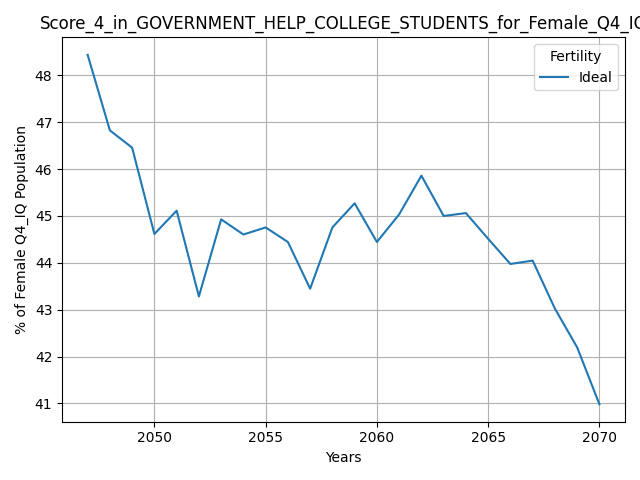 Score_4_in_GOVERNMENT_HELP_COLLEGE_STUDENTS_for_Female_Q4_IQ
Fertility
Ideal
% of Female Q4_IQ Population
48
47
46
45
44
43
42
41
2050 2055 2060 2065 2070
Years